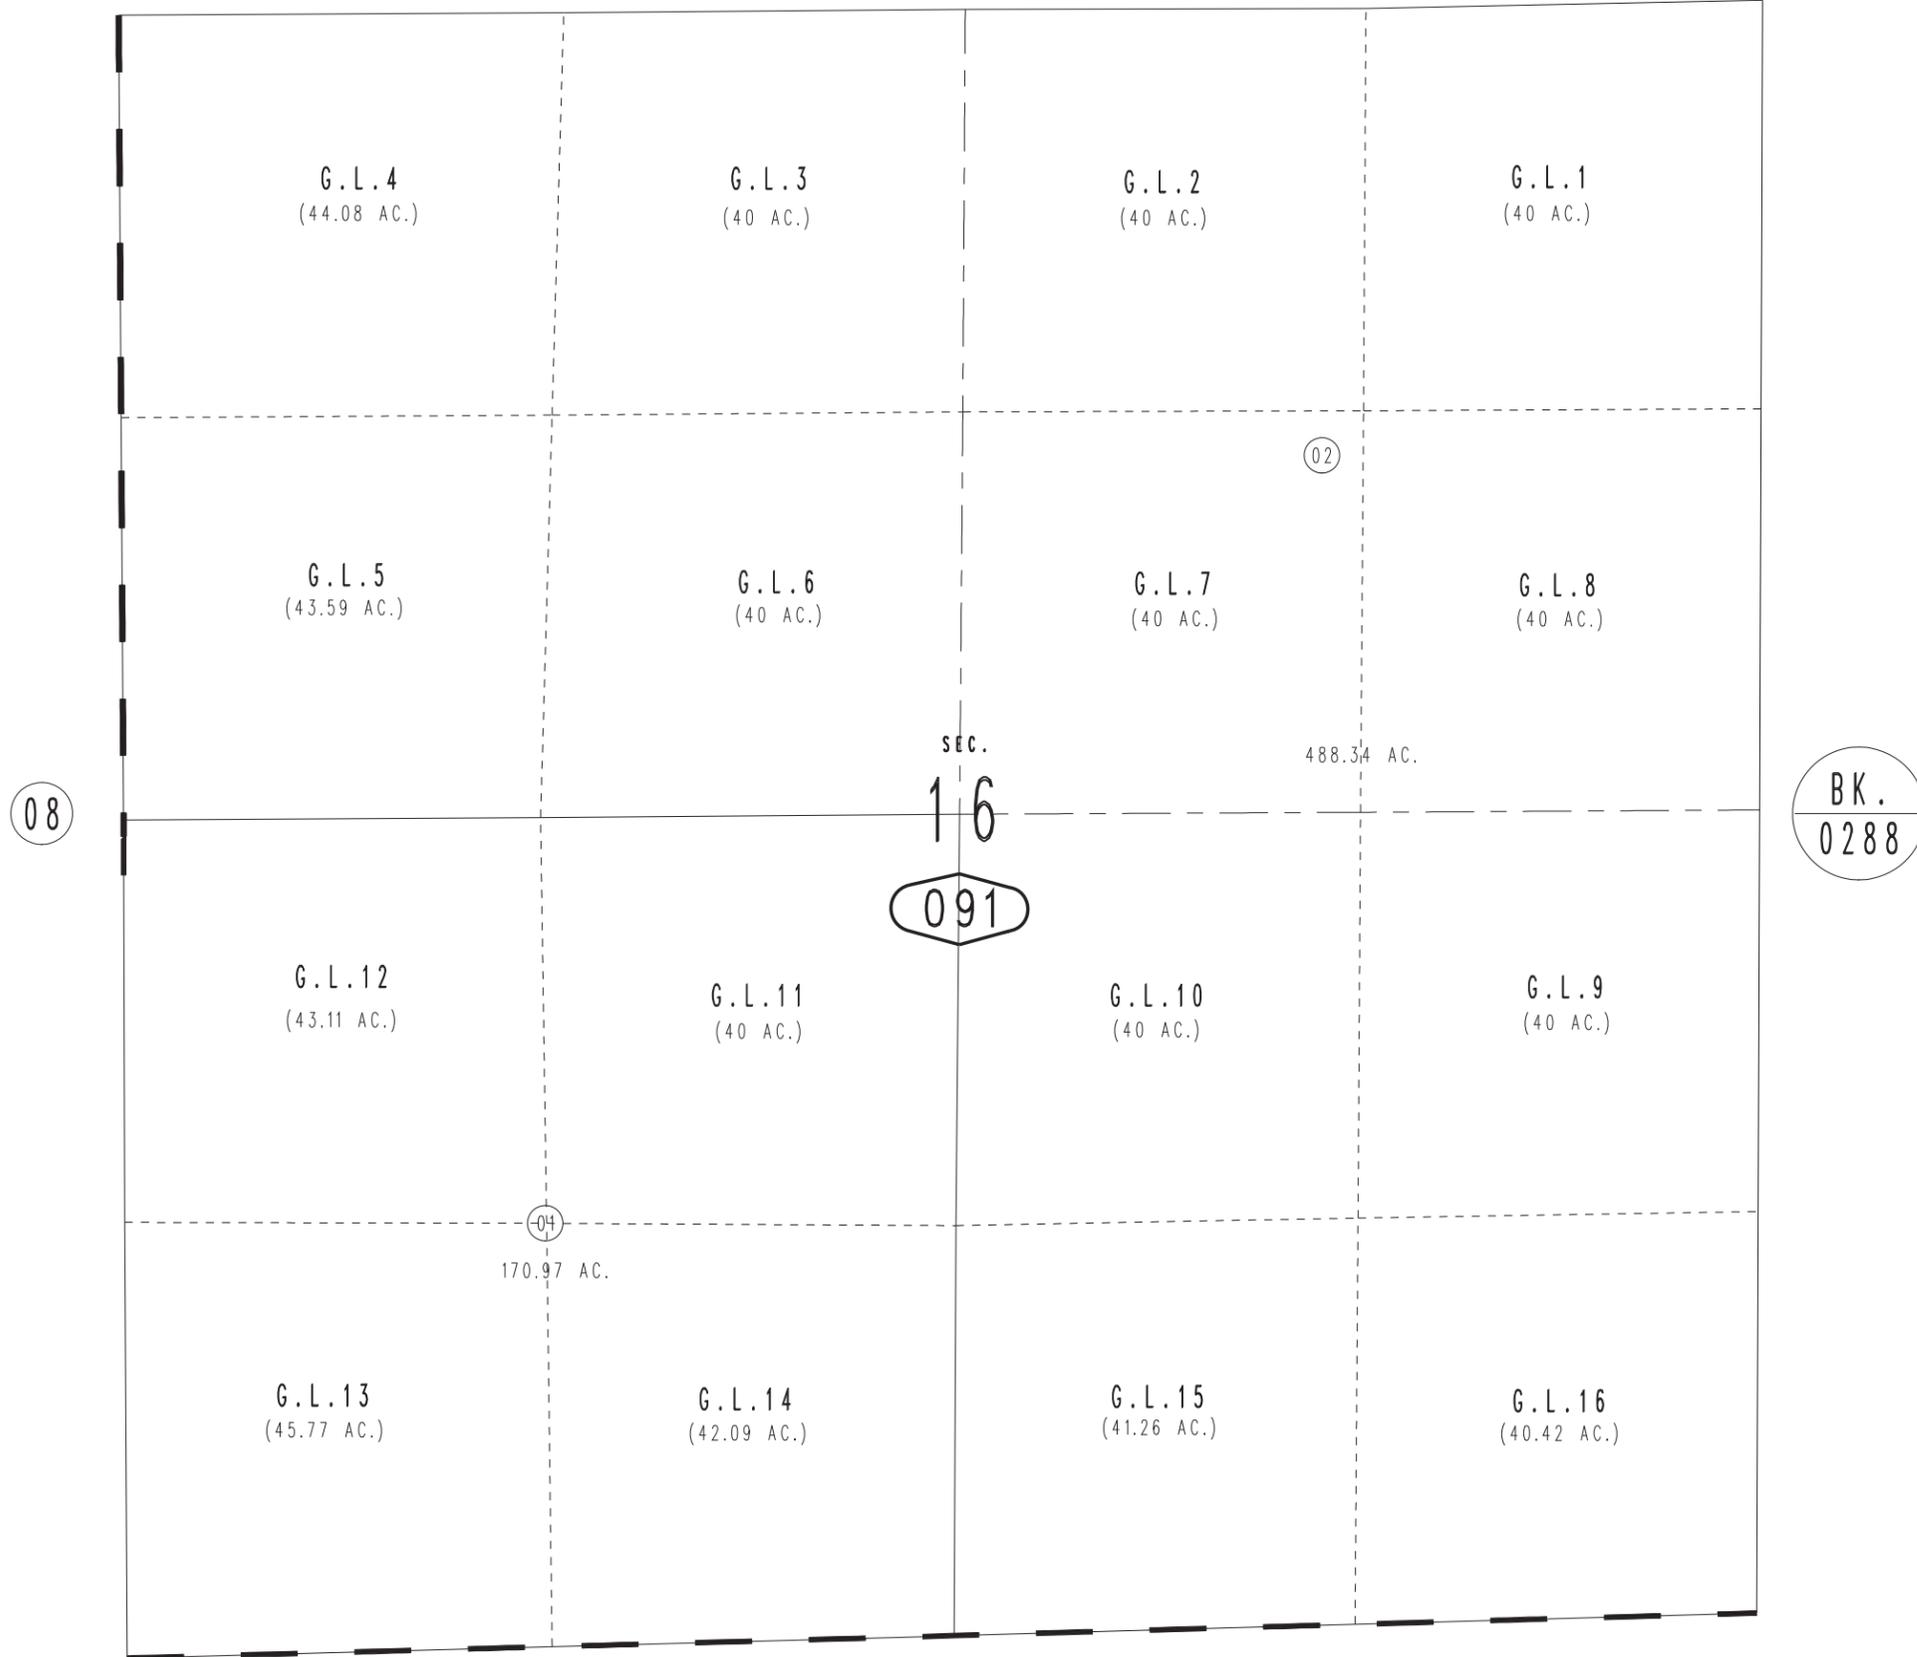 G.L.4
(44.08 AC.)
G.L.3
(40 AC.)
G.L.2
(40 AC.)
G.L.1
(40 AC.)
02
G.L.5
(43.59 AC.)
G.L.6
(40 AC.)
G.L.7
(40 AC.)
G.L.8
(40 AC.)
SEC.
16
488.34 AC.
08
BK.
0288
091
G.L.12
(43.11 AC.)
G.L.11
(40 AC.)
G.L.10
(40 AC.)
G.L.9
(40 AC.)
170.97 AC.
G.L.13
(45.77 AC.)
G.L.14
(42.09 AC.)
G.L.15
(41.26 AC.)
G.L.16
(40.42 AC.)